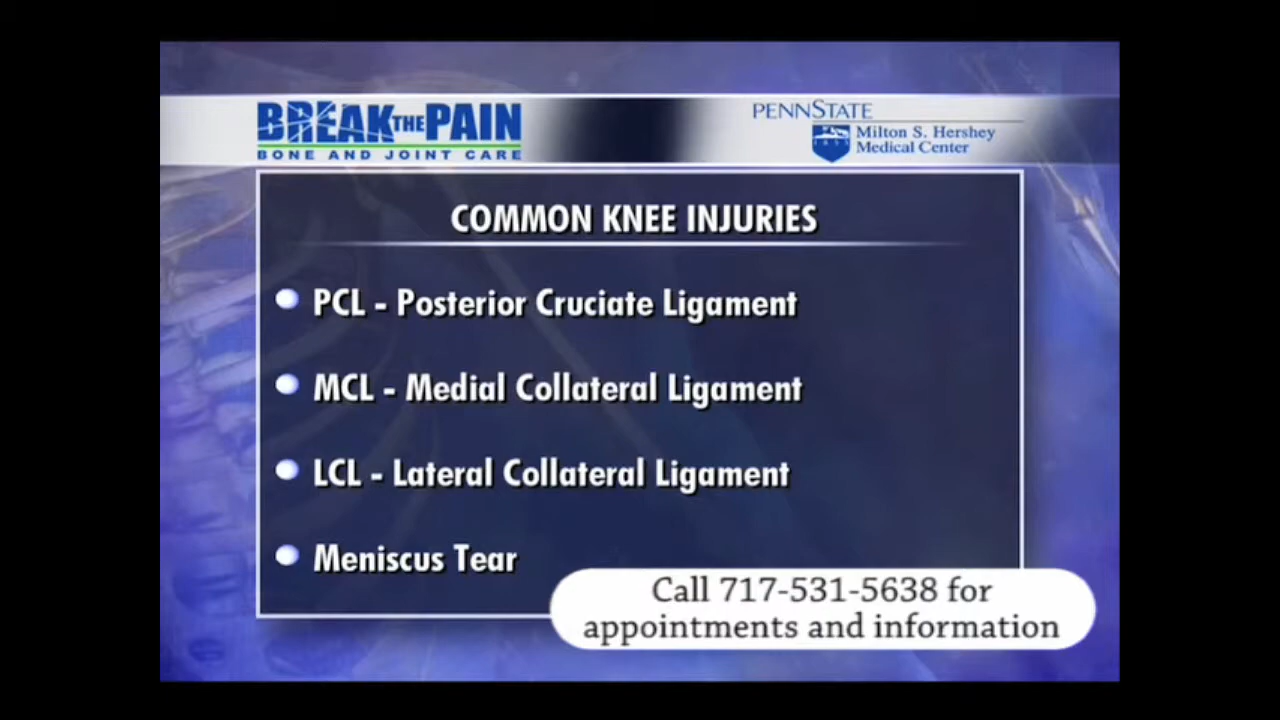 BREAK THE PAIN
BONE AND JOINT CARE
PENNSTATE
Milton S. Hershey
Medical Center
1855
COMMON KNEE INJURIES
PCL - Posterior Cruciate Ligament
MCL - Medial Collateral Ligament
LCL - Lateral Collateral Ligament
Meniscus Tear
Call 717-531-5638 for
appointments and information